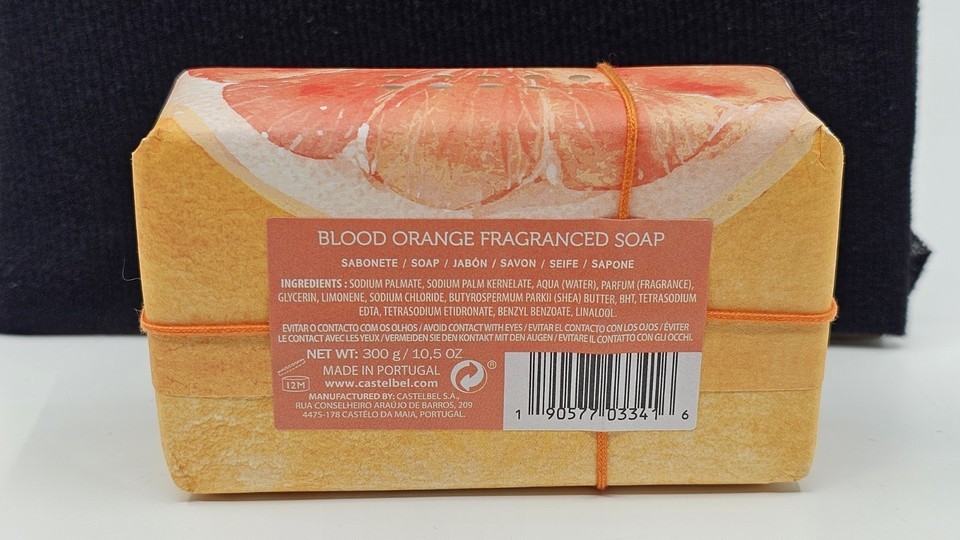 BLOOD ORANGE FRAGRANCED SOAP
SABONETE / SOAP / JABÓN / SAVON / SEIFE / SAPONE
INGREDIENTS : SODIUM PALMATE, SODIUM PALM KERNELATE, AQUA (WATER), PARFUM (FRAGRANCE),
GLYCERIN, LIMONENE, SODIUM CHLORIDE, BUTYROSPERMUM PARKII (SHEA) BUTTER, BHT, TETRASODIUM
EDTA, TETRASODIUM ETIDRONATE, BENZYL BENZOATE, LINALOOL.
EVITAR O CONTACTO COM OS OLHOS / AVOID CONTACT WITH EYES / EVITAR EL CONTACTO CON LOS OJOS / ÉVITER
LE CONTACT AVEC LES YEUX / VERMEIDEN SIE DEN KONTAKT MIT DEN AUGEN / EVITARE IL CONTATTO CON GLI OCCHI.
NET WT: 300 g / 10,5 OZ
MADE IN PORTUGAL
www.castelbel.com
12M
MANUFACTURED BY: CASTELBEL S.A.,
RUA CONSELHEIRO ARAÚJO DE BARROS, 209
4475-178 CASTELO DA MAIA, PORTUGAL.
®
1 90577 03341 6